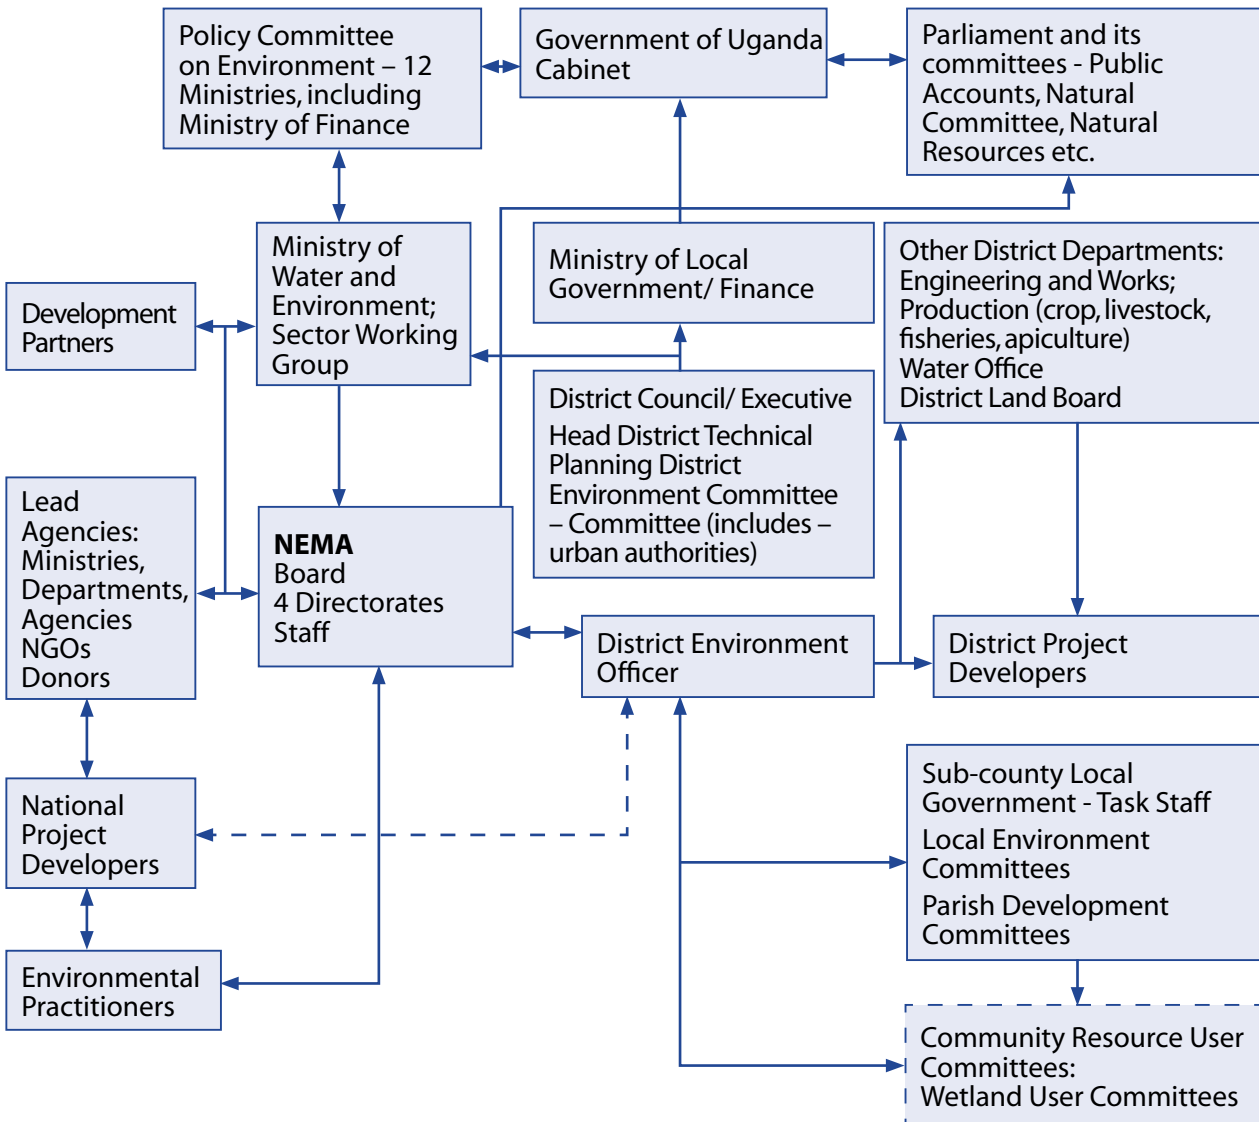 Policy Committee
on Environment – 12
Ministries, including
Ministry of Finance
Government of Uganda
Cabinet
Parliament and its
committees - Public
Accounts, Natural
Committee, Natural
Resources etc.
Development
Partners
Ministry of
Water and
Environment;
Sector Working
Group
Ministry of Local
Government/ Finance
Other District Departments:
Engineering and Works;
Production (crop, livestock,
fisheries, apiculture)
Water Office
District Land Board
District Council/ Executive
Head District Technical
Planning District
Environment Committee
– Committee (includes –
urban authorities)
Lead
Agencies:
Ministries,
Departments,
Agencies
NGOs
Donors
NEMA
Board
4 Directorates
Staff
District Environment
Officer
District Project
Developers
National
Project
Developers
Sub-county Local
Government - Task Staff
Local Environment
Committees
Parish Development
Committees
Environmental
Practitioners
Community Resource User
Committees:
Wetland User Committees